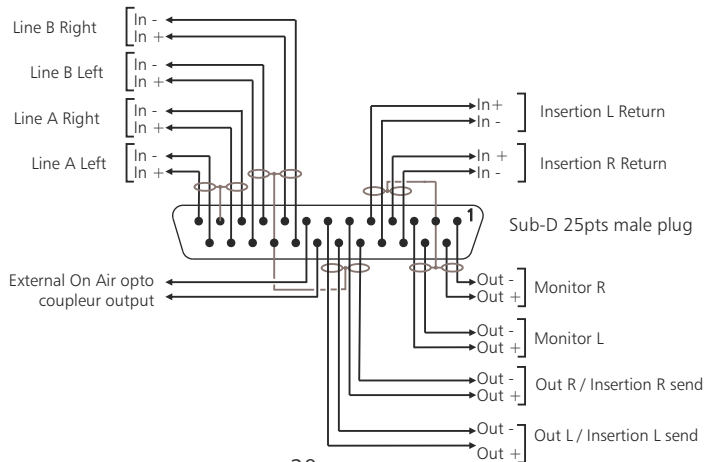 Line B Right
In -
In +
Line B Left
In -
In +
Line A Right
In -
In +
Line A Left
In -
In +
In+
In -
Insertion L Return
In +
In -
Insertion R Return
1
Sub-D 25pts male plug
External On Air opto
coupleur output
Out -
Out +
Monitor R
Out -
Out +
Monitor L
Out -
Out +
Out R / Insertion R send
Out -
Out +
Out L / Insertion L send